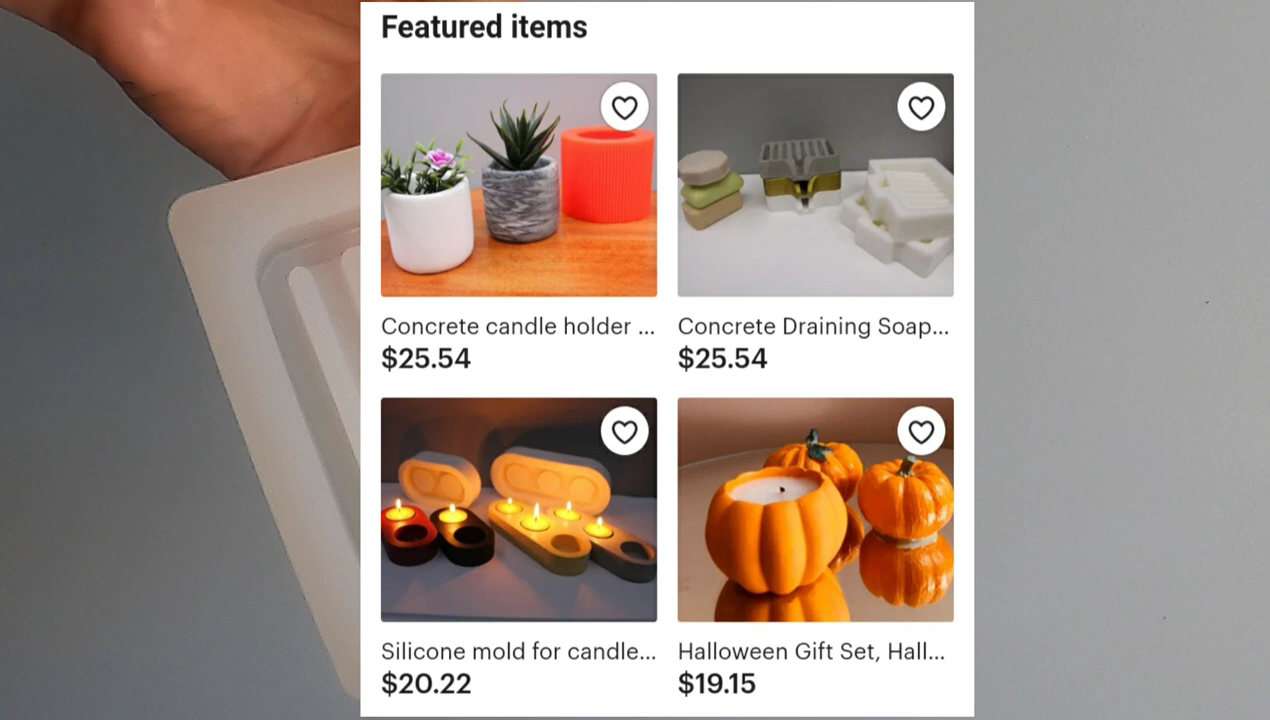 Featured items
Concrete candle holder ...
Concrete Draining Soap...
$25.54
$25.54
Silicone mold for candle...
Halloween Gift Set, Hall...
$20.22
$19.15